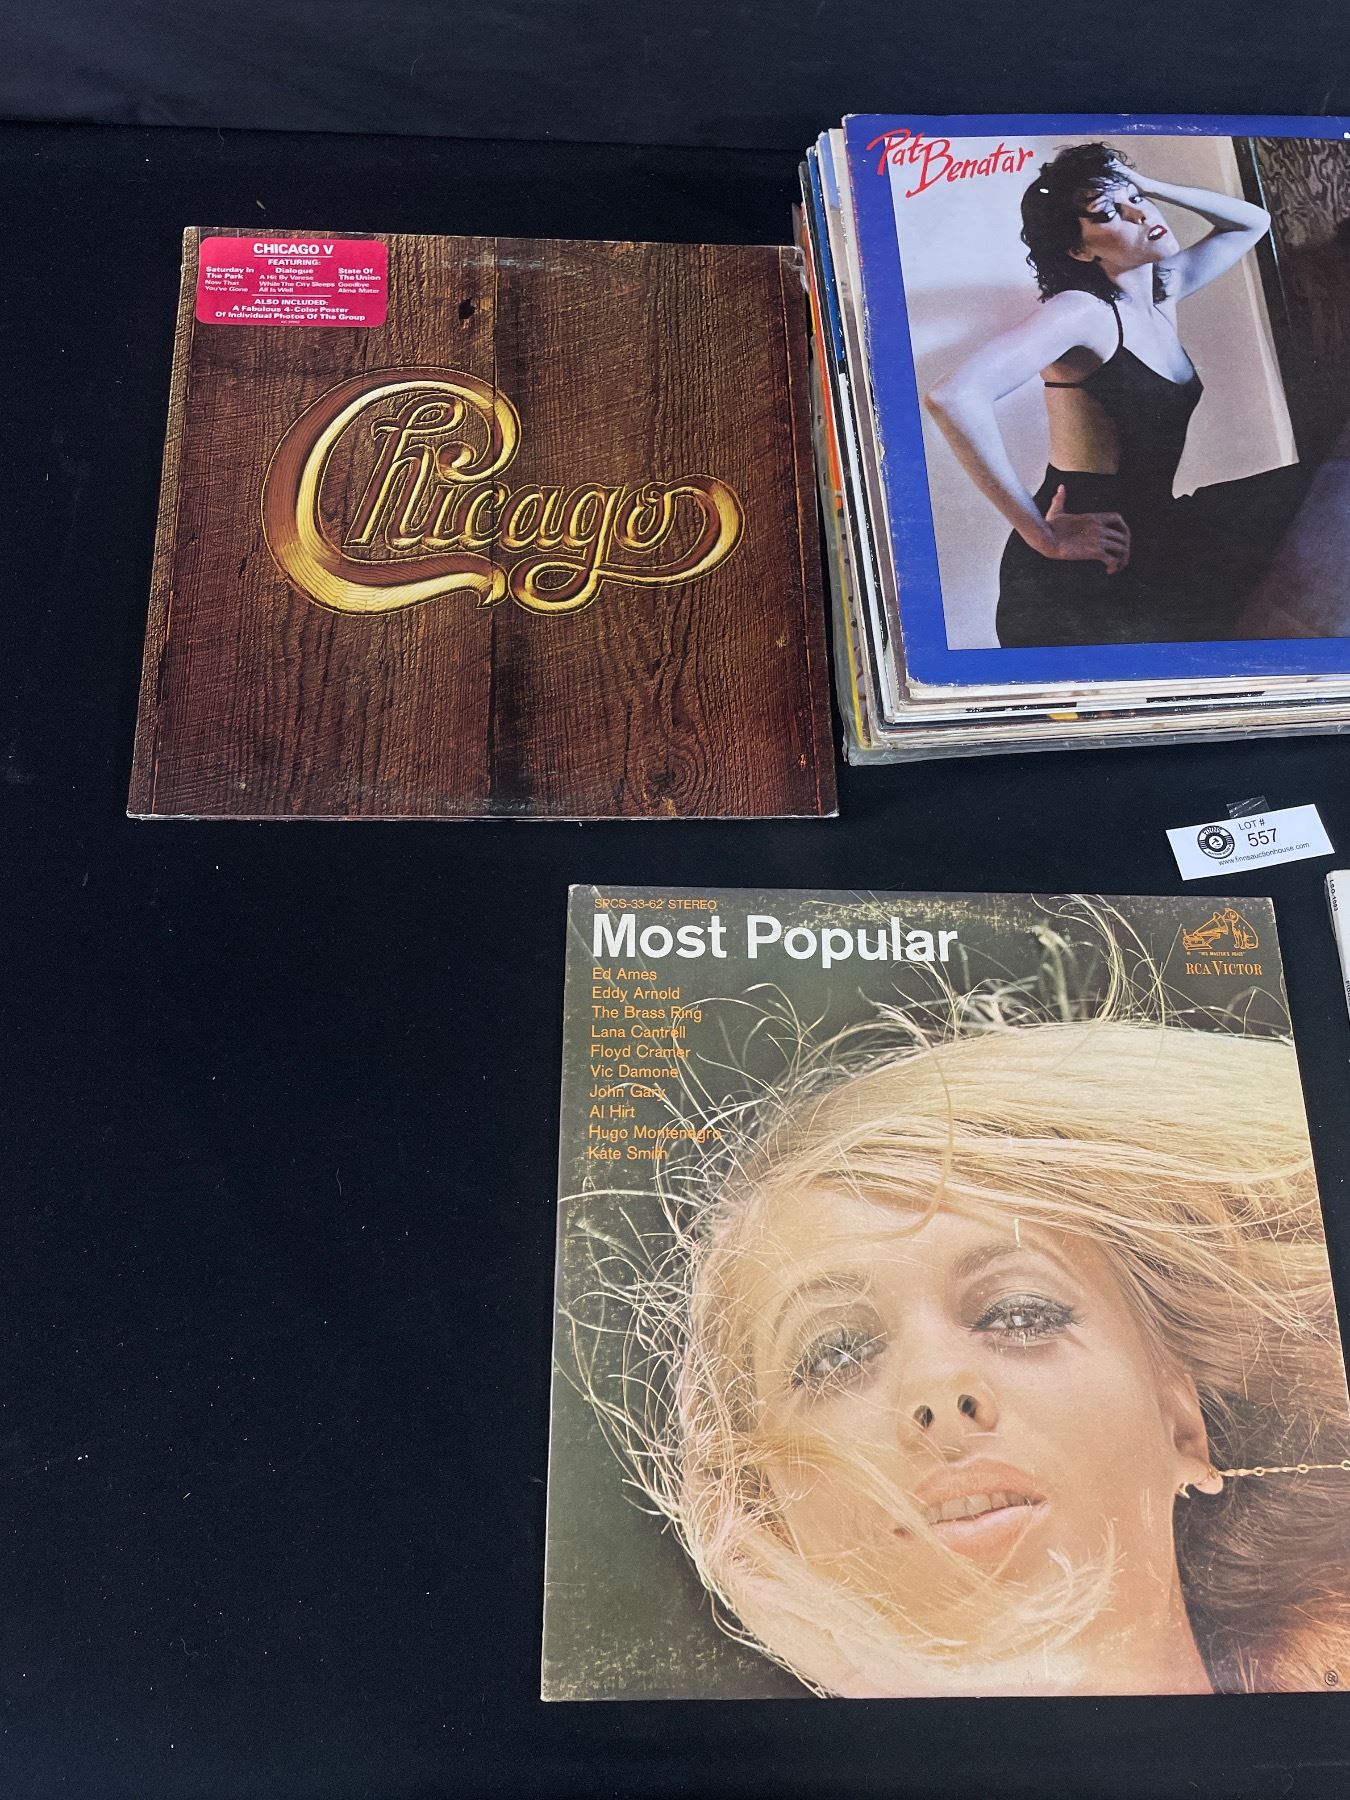 CHICAGO V
FEATURING:
Saturday In The Park
Now That You've Gone
Dialogue
A Hit By Varese
While The City Sleeps
All Is Well
State Of The Union
Goodbye
Alma Mater
ALSO INCLUDED:
A Fabulous 4-Color Poster
Of Individual Photos Of The Group
Chicago
Pat Benatar
LOT #
557
www.finnsauctionhouse.com
SPCS-33-62 STEREO
Most Popular
Ed Ames
Eddy Arnold
The Brass Ring
Lana Cantrell
Floyd Cramer
Vic Damone
John Gary
Al Hirt
Hugo Montenegro
Kate Smith
"HIS MASTER'S VOICE"
RCA VICTOR